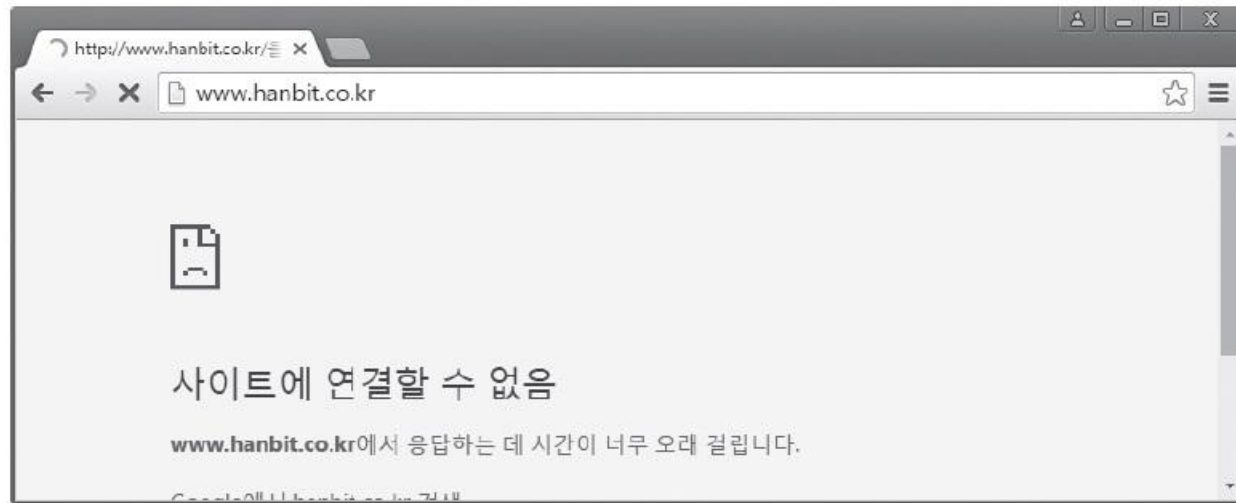 http://www.hanbit.co.kr/를
www.hanbit.co.kr
사이트에 연결할 수 없음
www.hanbit.co.kr에서 응답하는 데 시간이 너무 오래 걸립니다.